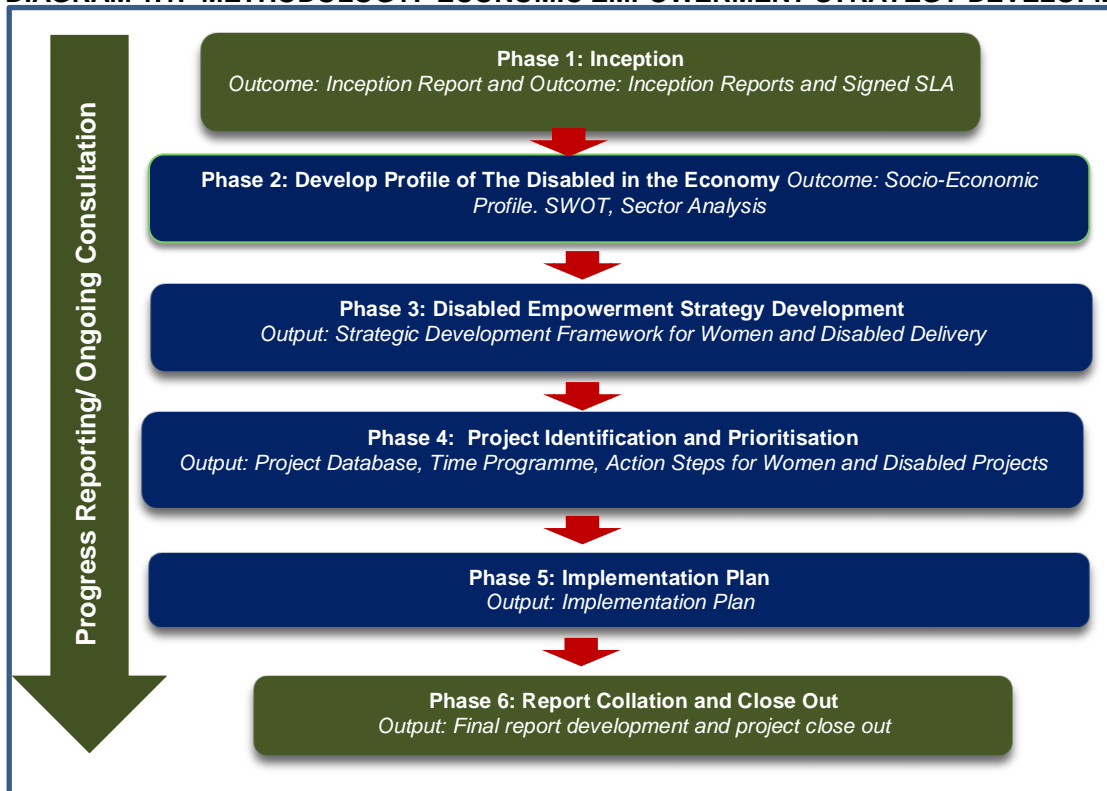 Phase 1: Inception
Outcome: Inception Report and Outcome: Inception Reports and Signed SLA
Phase 2: Develop Profile of The Disabled in the Economy Outcome: Socio-Economic
Profile. SWOT, Sector Analysis
Phase 3: Disabled Empowerment Strategy Development
Output: Strategic Development Framework for Women and Disabled Delivery
Phase 4: Project Identification and Prioritisation
Output: Project Database, Time Programme, Action Steps for Women and Disabled Projects
Phase 5: Implementation Plan
Output: Implementation Plan
Phase 6: Report Collation and Close Out
Output: Final report development and project close out
Progress Reporting/ Ongoing Consultation